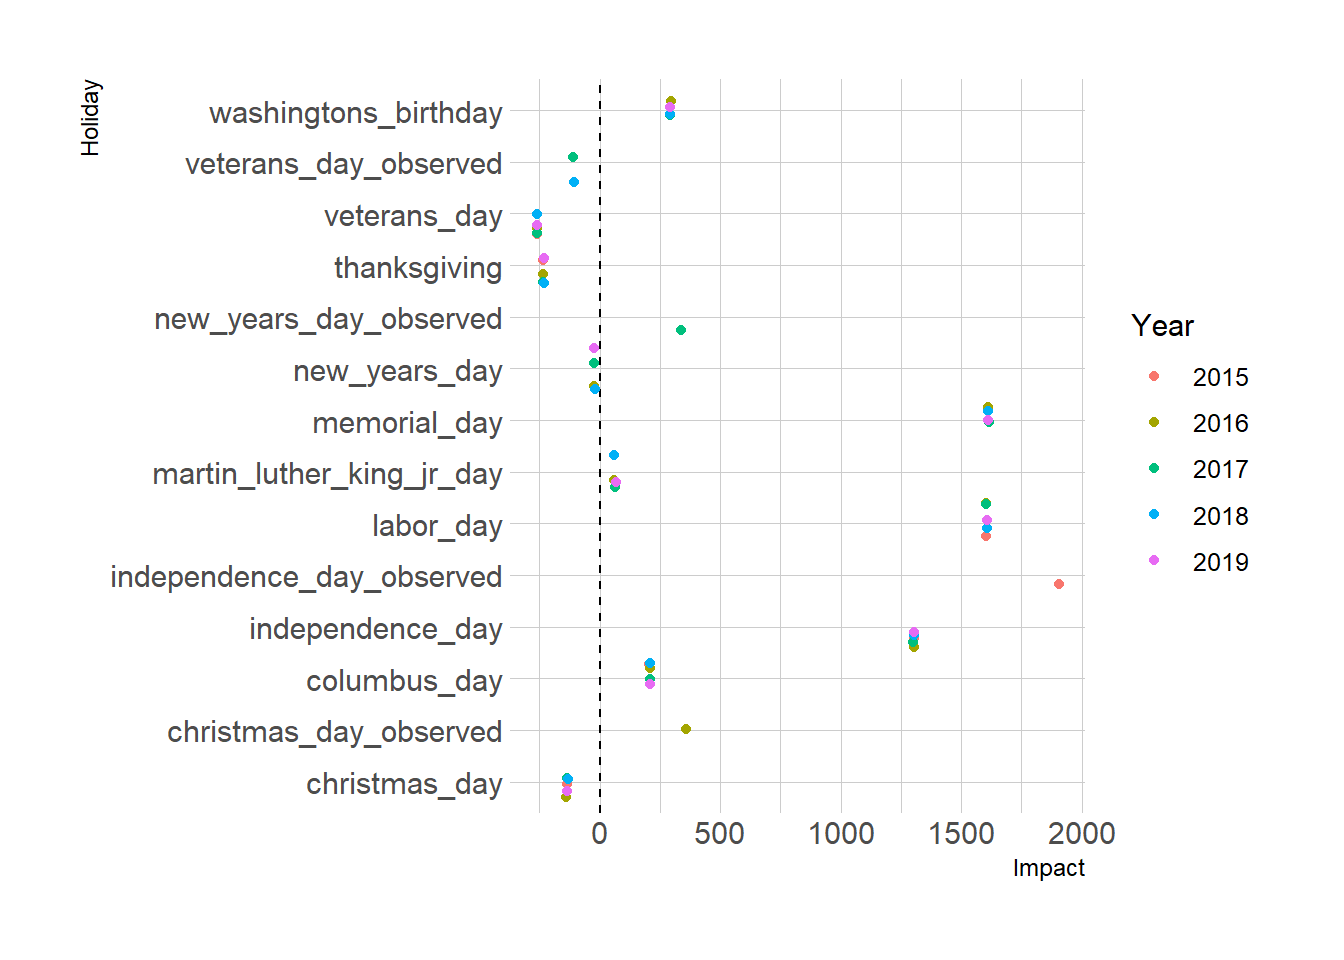 Holiday
washingtons_birthday
veterans_day_observed
veterans_day
thanksgiving
new_years_day_observed
new_years_day
memorial_day
martin_luther_king_jr_day
labor_day
independence_day_observed
independence_day
columbus_day
christmas_day_observed
christmas_day
0 500 1000 1500 2000
Impact
Year
2015
2016
2017
2018
2019